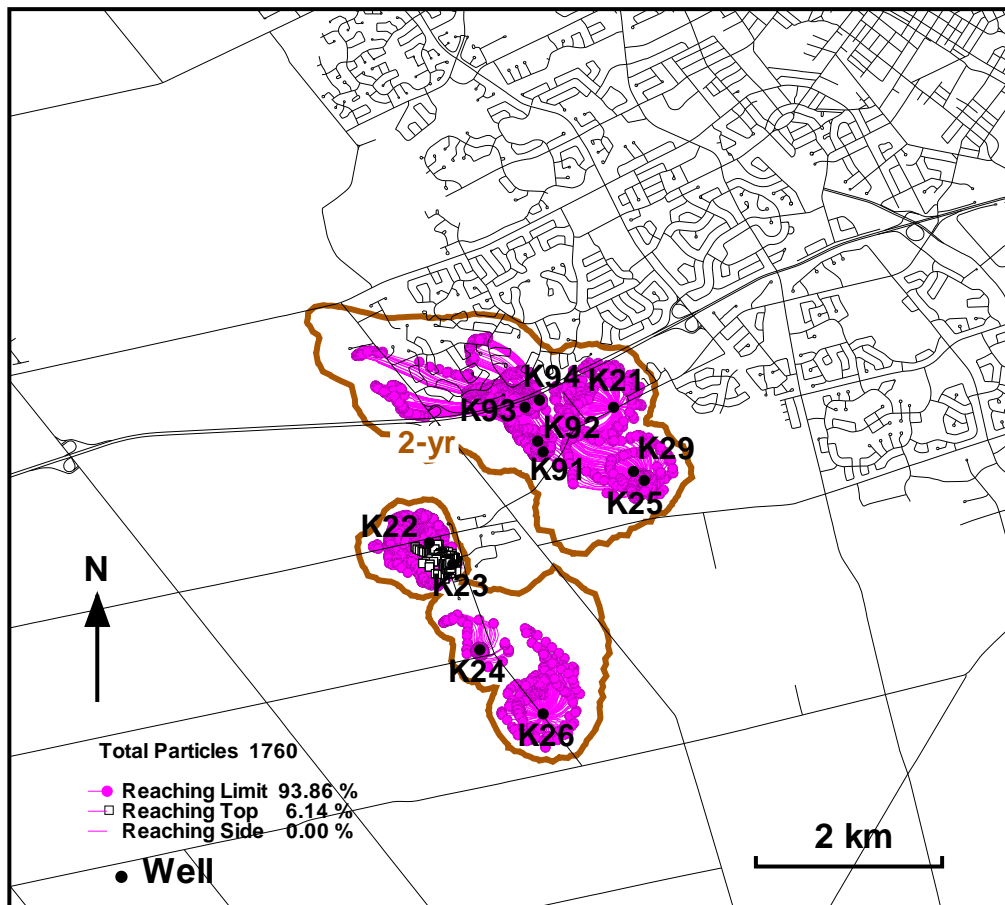 K94
K21
K93
K92
2-yr
K91
K29
K25
K22
K23
N
K24
K26
Total Particles 1760
Reaching Limit 93.86 %
Reaching Top 6.14 %
Reaching Side 0.00 %
Well
2 km